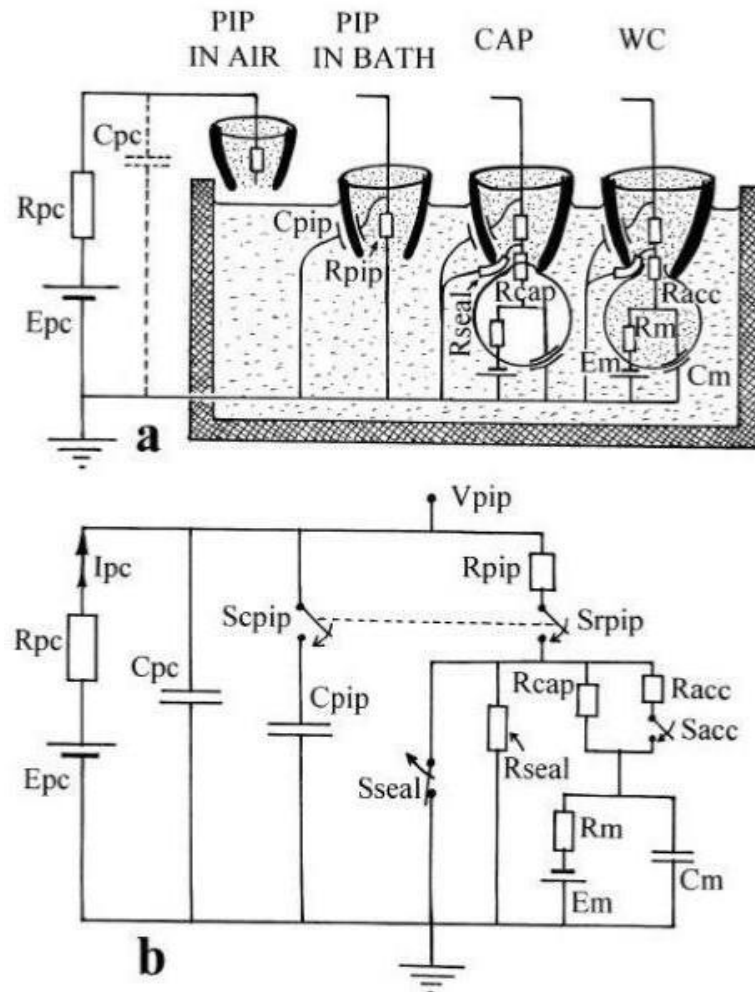 PIP IN AIR
PIP IN BATH
CAP
WC
Cpc
Rpc
Epc
Cpip
Rpip
Rseal
Rcap
Racc
Rm
Em
Cm
a
Vpip
Ipc
Rpip
Rpc
Scpip
Srpip
Cpc
Cpip
Rcap
Racc
Sacc
Epc
Sseal
Rseal
Rm
Em
Cm
b